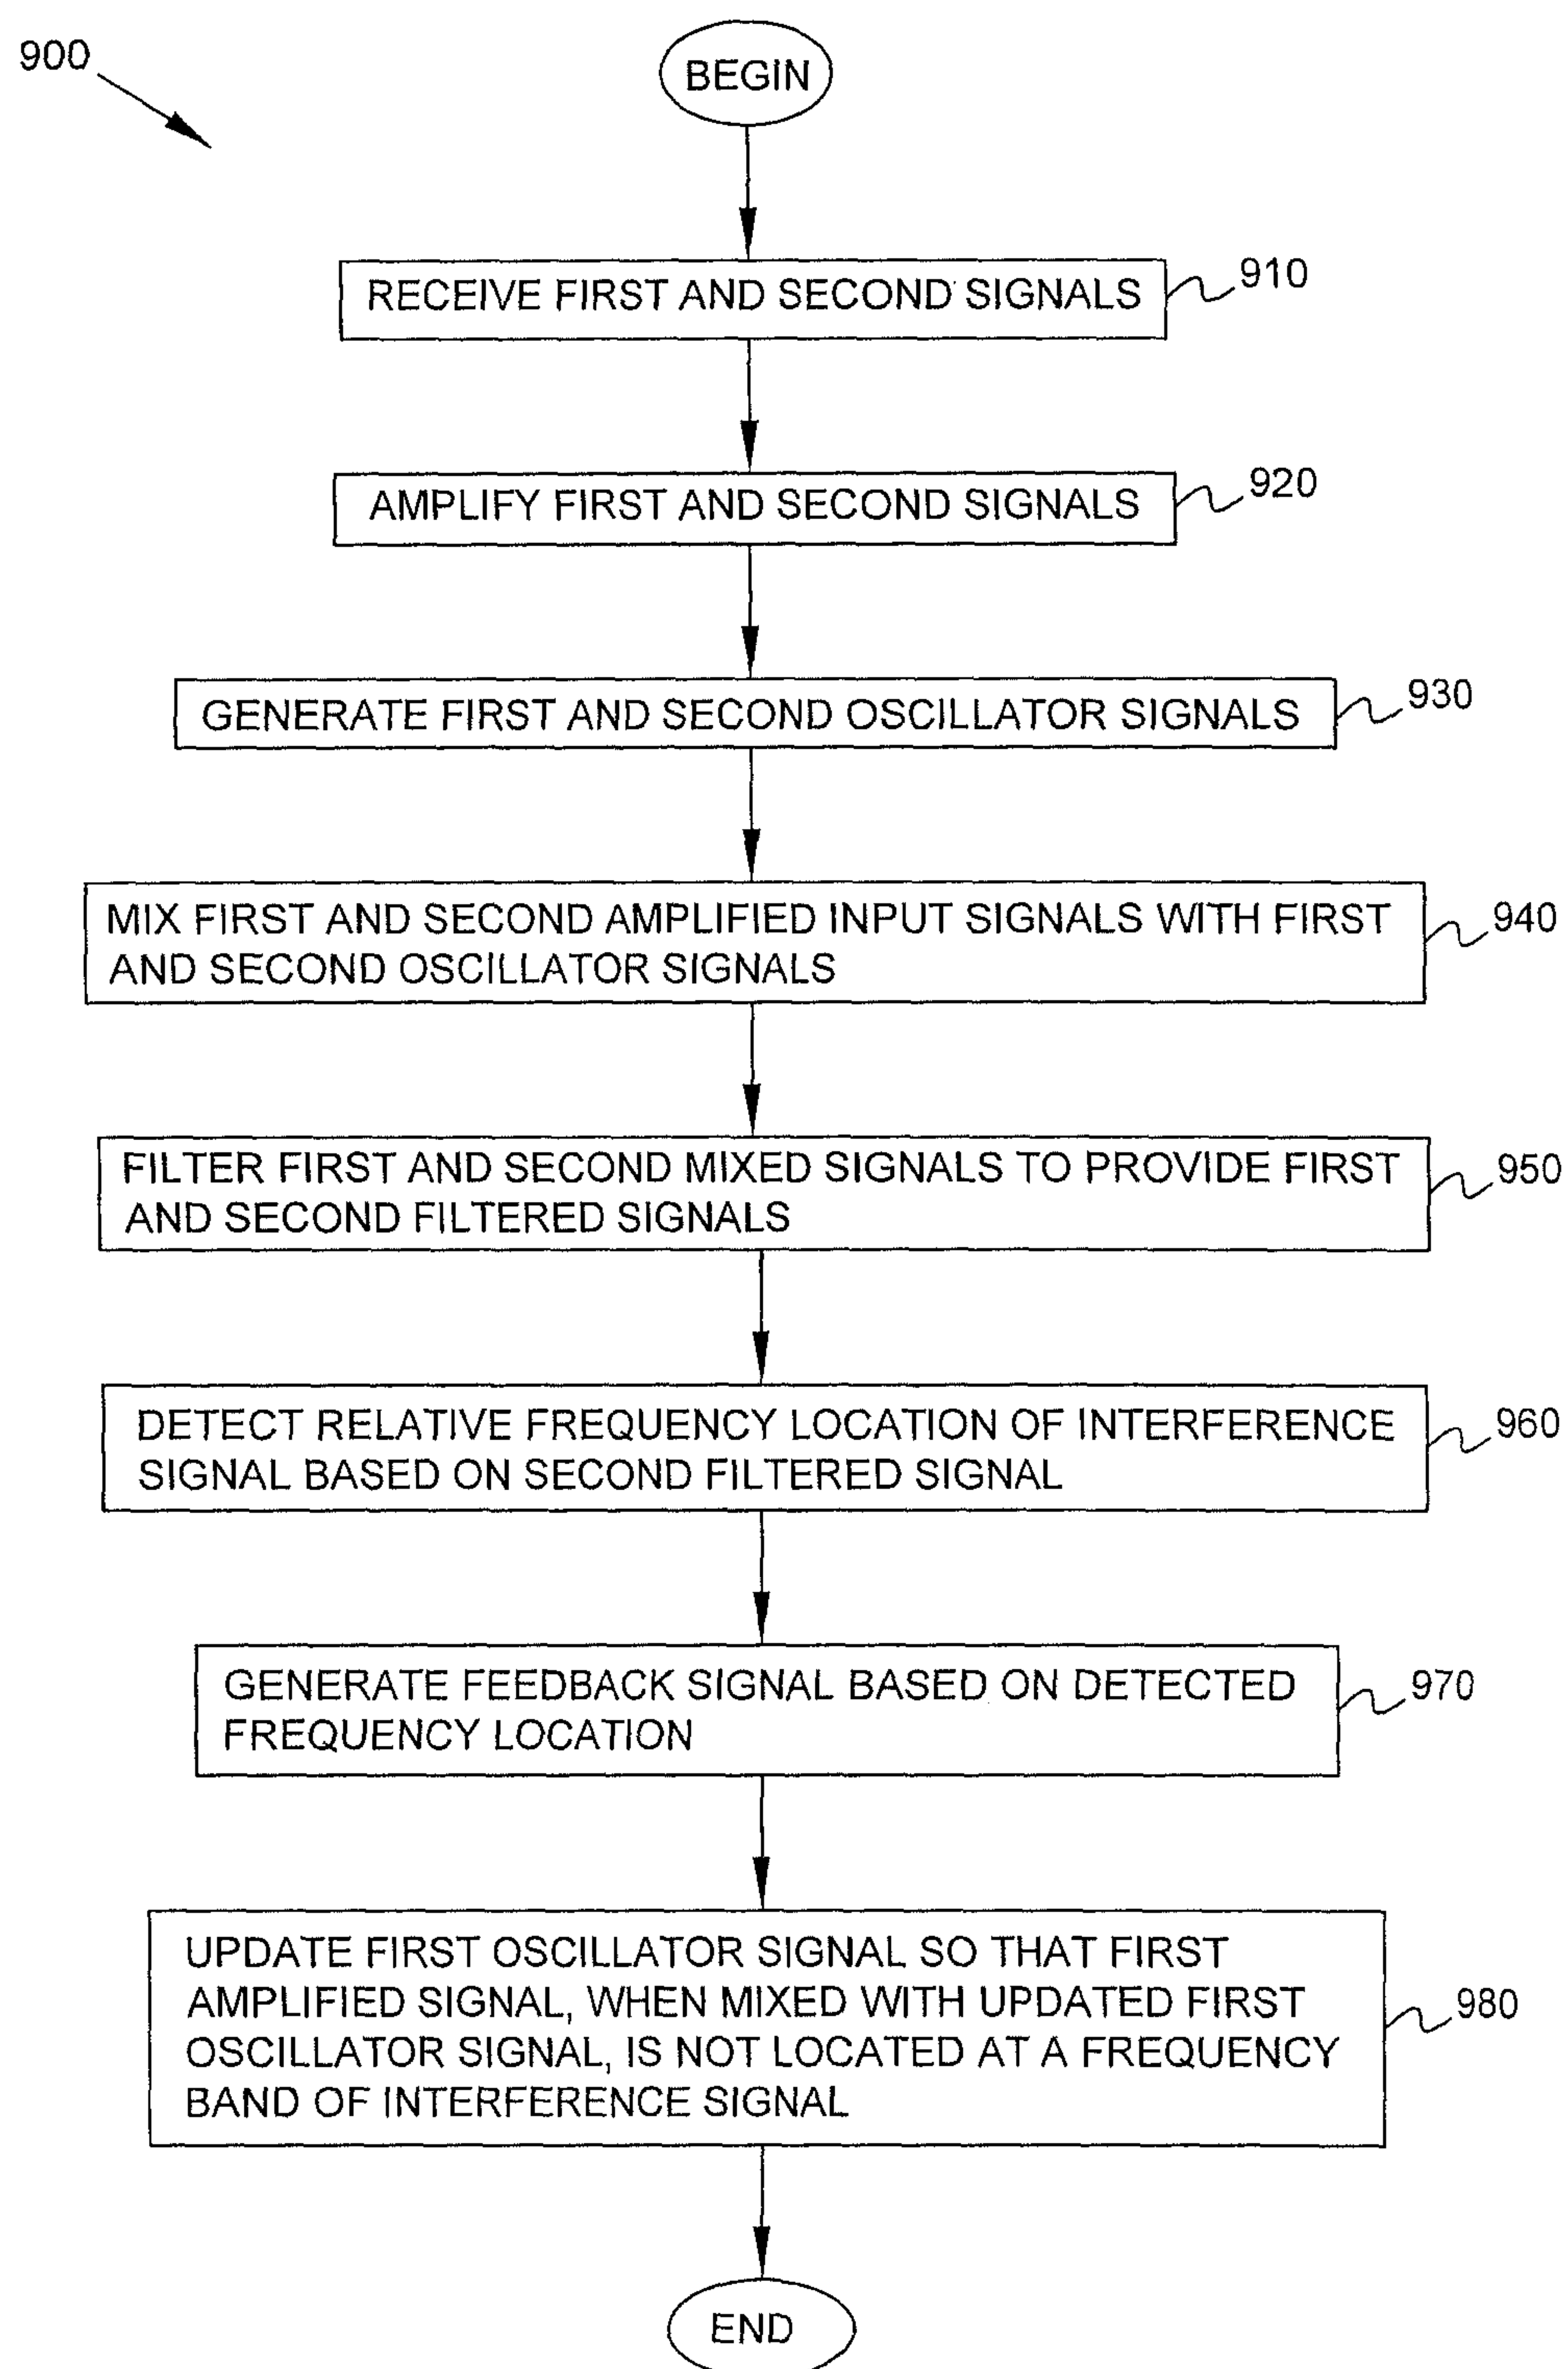 900
BEGIN
RECEIVE FIRST AND SECOND SIGNALS
910
AMPLIFY FIRST AND SECOND SIGNALS
920
GENERATE FIRST AND SECOND OSCILLATOR SIGNALS
930
MIX FIRST AND SECOND AMPLIFIED INPUT SIGNALS WITH FIRST
AND SECOND OSCILLATOR SIGNALS
940
FILTER FIRST AND SECOND MIXED SIGNALS TO PROVIDE FIRST
AND SECOND FILTERED SIGNALS
950
DETECT RELATIVE FREQUENCY LOCATION OF INTERFERENCE
SIGNAL BASED ON SECOND FILTERED SIGNAL
960
GENERATE FEEDBACK SIGNAL BASED ON DETECTED
FREQUENCY LOCATION
970
UPDATE FIRST OSCILLATOR SIGNAL SO THAT FIRST
AMPLIFIED SIGNAL, WHEN MIXED WITH UPDATED FIRST
OSCILLATOR SIGNAL, IS NOT LOCATED AT A FREQUENCY
BAND OF INTERFERENCE SIGNAL
980
END